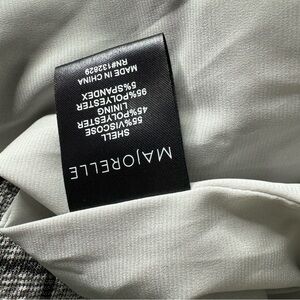 MAJORELLE
SHELL
55%VISCOSE
45%POLYESTER
LINING
95%POLYESTER
5%SPANDEX
MADE IN CHINA
RN#132829